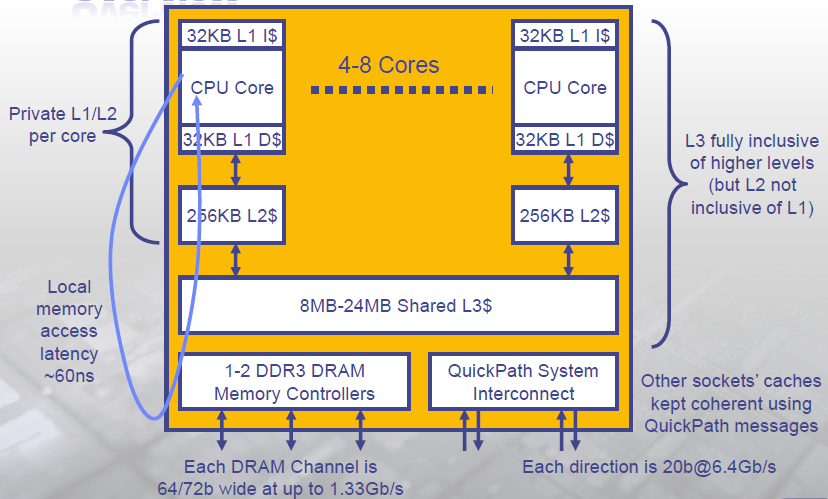 32KB L1 I$
CPU Core
32KB L1 D$
256KB L2$
4-8 Cores
32KB L1 I$
CPU Core
32KB L1 D$
256KB L2$
Private L1/L2
per core
L3 fully inclusive
of higher levels
(but L2 not
inclusive of L1)
8MB-24MB Shared L3$
Local
memory
access
latency
~60ns
1-2 DDR3 DRAM
Memory Controllers
QuickPath System
Interconnect
Other sockets' caches
kept coherent using
QuickPath messages
Each DRAM Channel is
64/72b wide at up to 1.33Gb/s
Each direction is 20b@6.4Gb/s